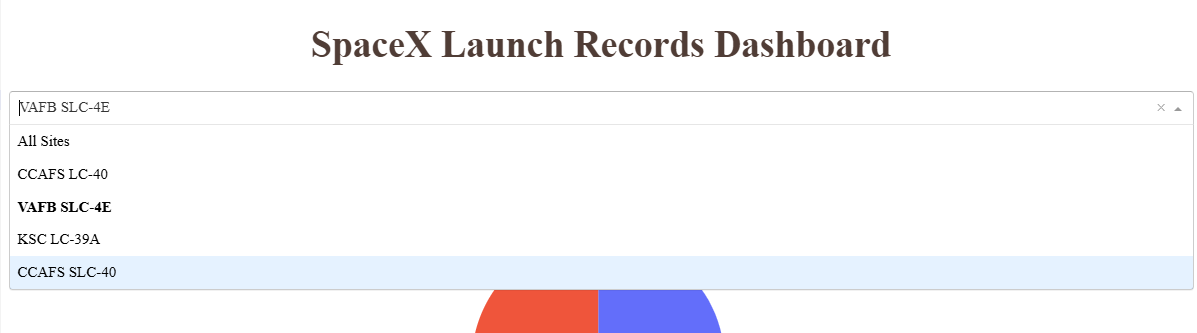 SpaceX Launch Records Dashboard
VAFB SLC-4E
All Sites
CCAFS LC-40
VAFB SLC-4E
KSC LC-39A
CCAFS SLC-40